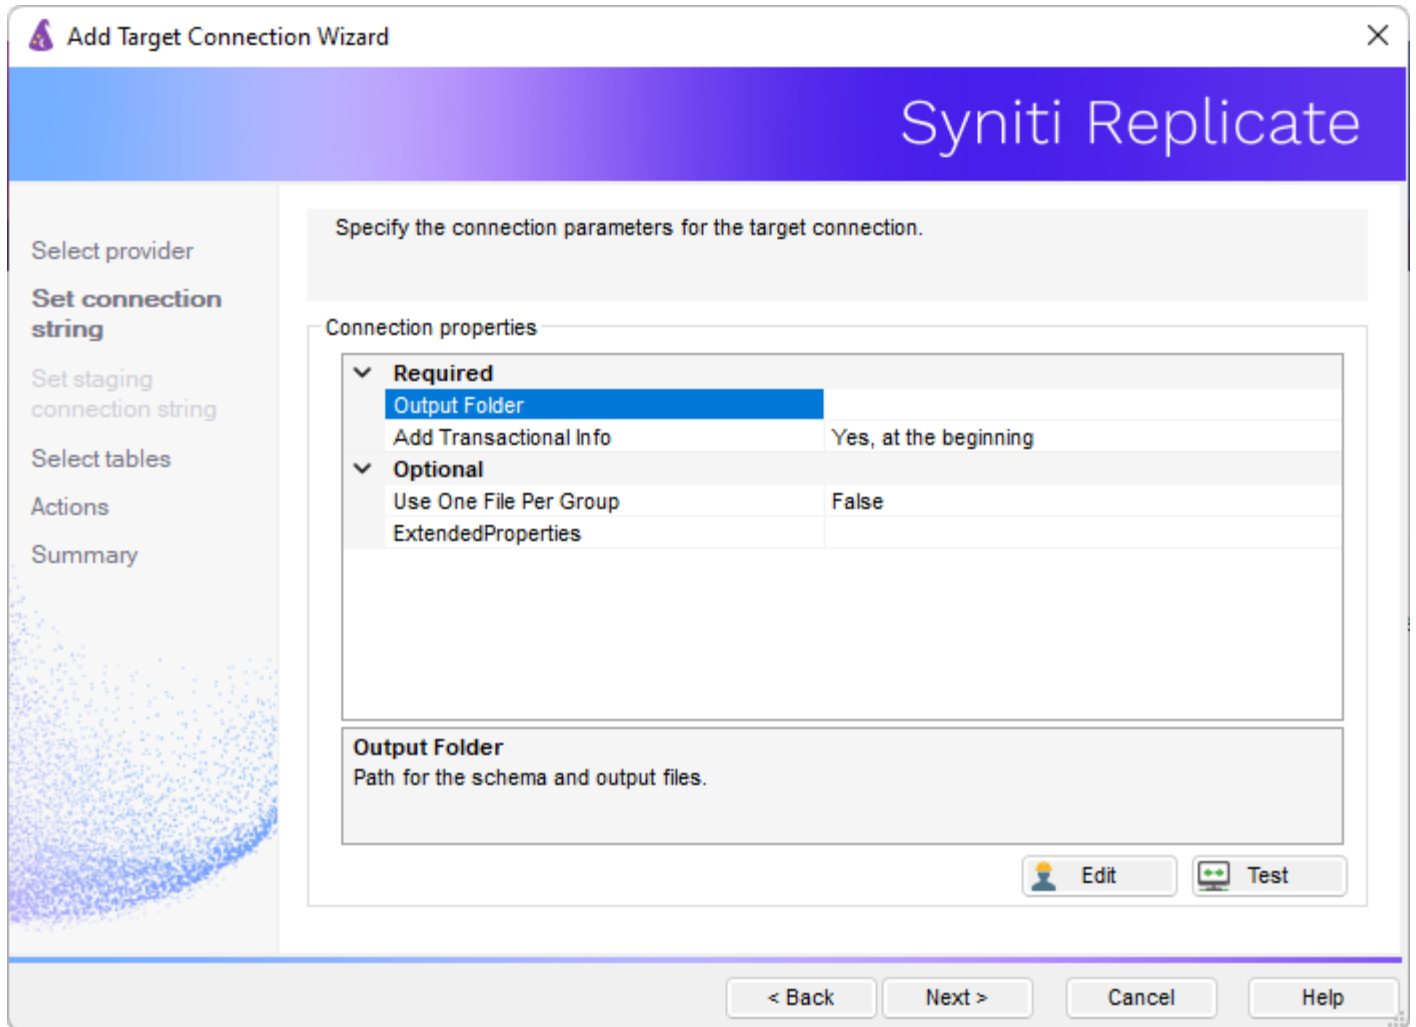 Add Target Connection Wizard
Syniti Replicate
Select provider
Set connection
string
Set staging
connection string
Select tables
Actions
Summary
Specify the connection parameters for the target connection.
Connection properties
Required
Output Folder
Add Transactional Info Yes, at the beginning
Optional
Use One File Per Group False
ExtendedProperties
Output Folder
Path for the schema and output files.
Edit Test
< Back Next > Cancel Help